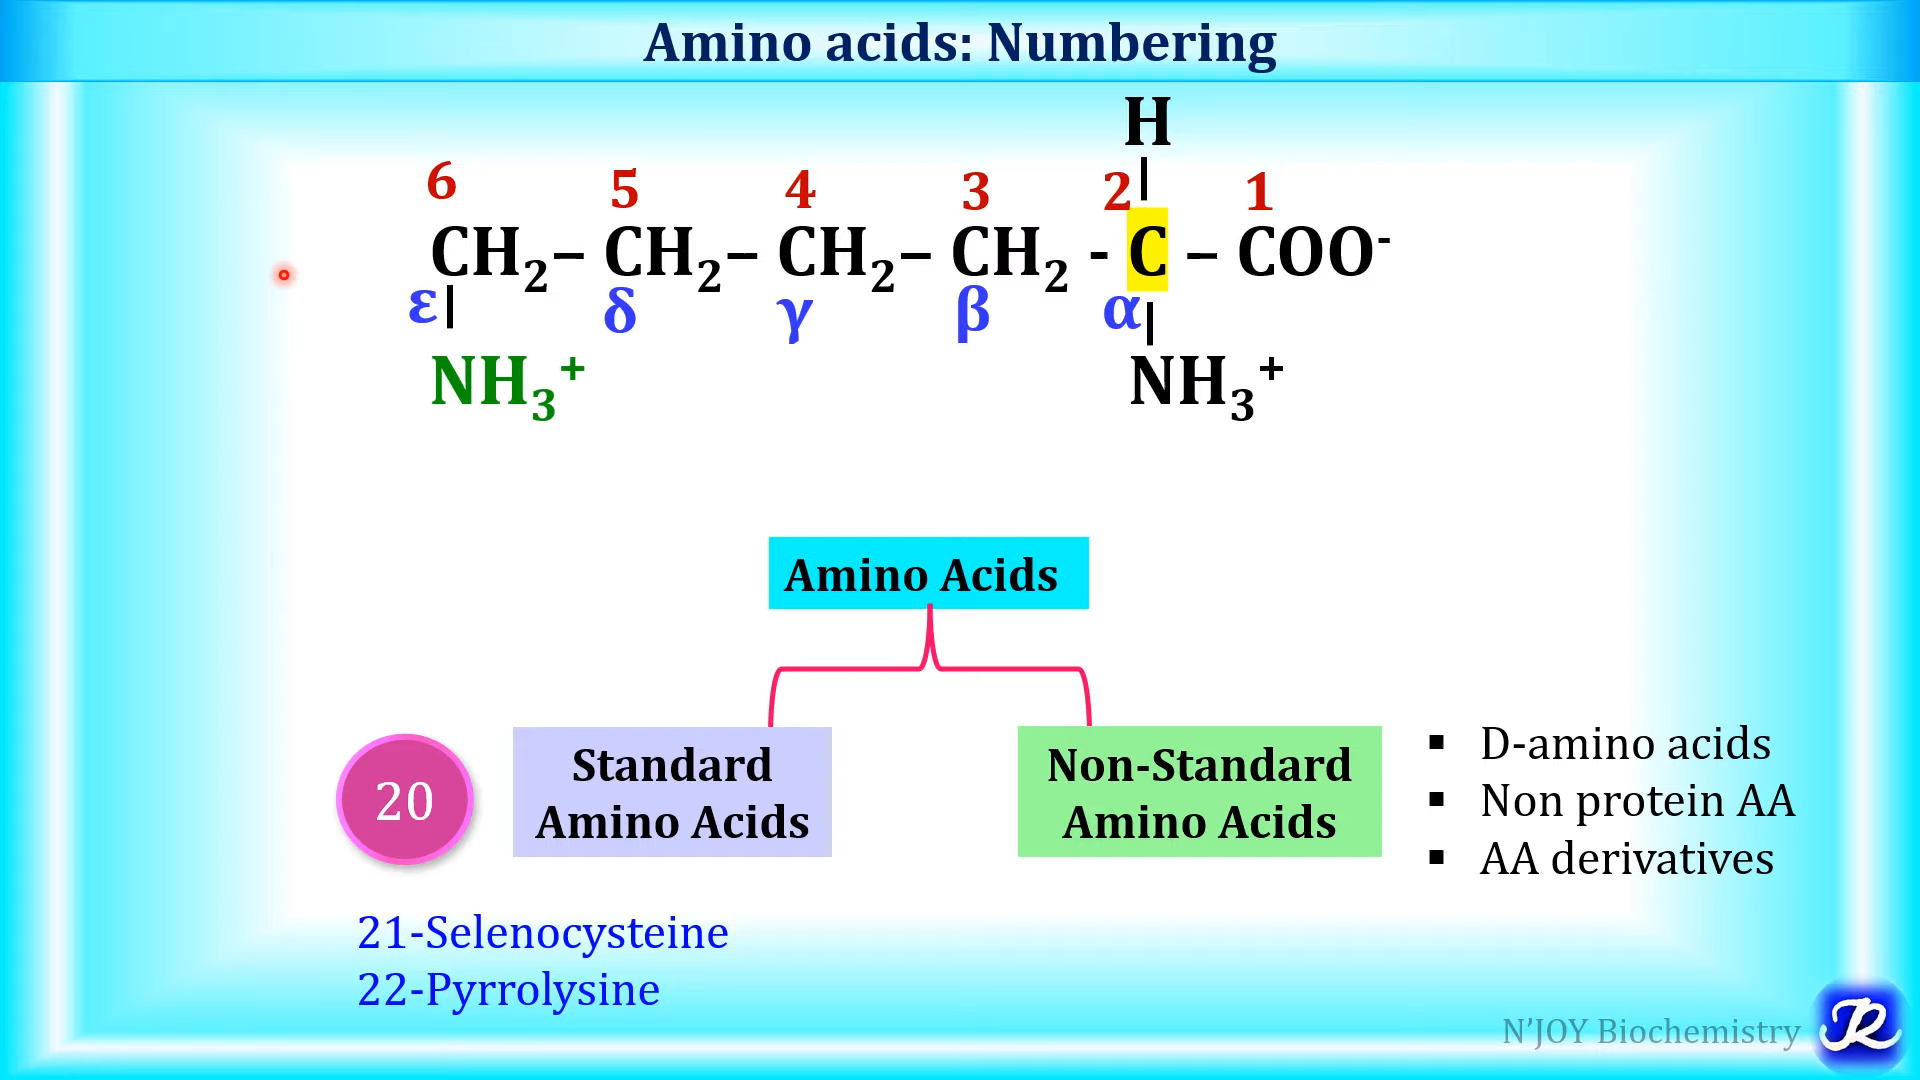 Amino acids: Numbering
H
6 5 4 3 2 1
CH₂– CH₂– CH₂– CH₂ - C – COO⁻
ε δ γ β α
NH₃⁺ NH₃⁺
Amino Acids
20
Standard
Amino Acids
Non-Standard
Amino Acids
▪ D-amino acids
▪ Non protein AA
▪ AA derivatives
21-Selenocysteine
22-Pyrrolysine
N'JOY Biochemistry
JR